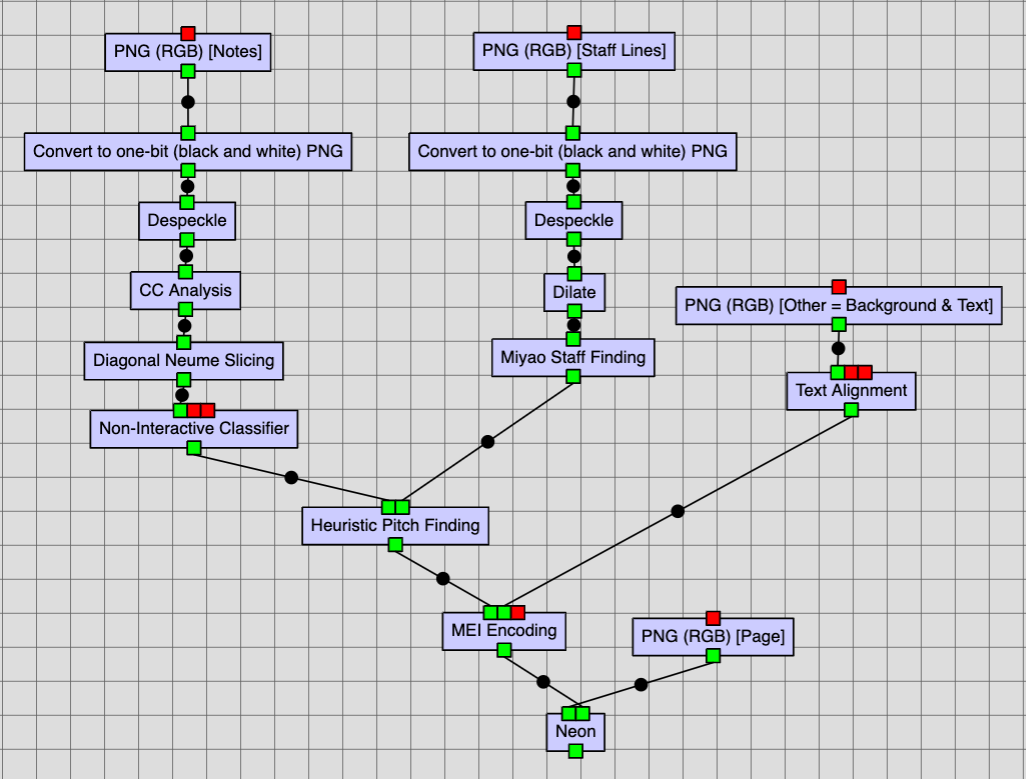 PNG (RGB) [Notes]
PNG (RGB) [Staff Lines]
Convert to one-bit (black and white) PNG
Convert to one-bit (black and white) PNG
Despeckle
Despeckle
CC Analysis
Dilate
PNG (RGB) [Other = Background & Text]
Diagonal Neume Slicing
Miyao Staff Finding
Text Alignment
Non-Interactive Classifier
Heuristic Pitch Finding
MEI Encoding
PNG (RGB) [Page]
Neon